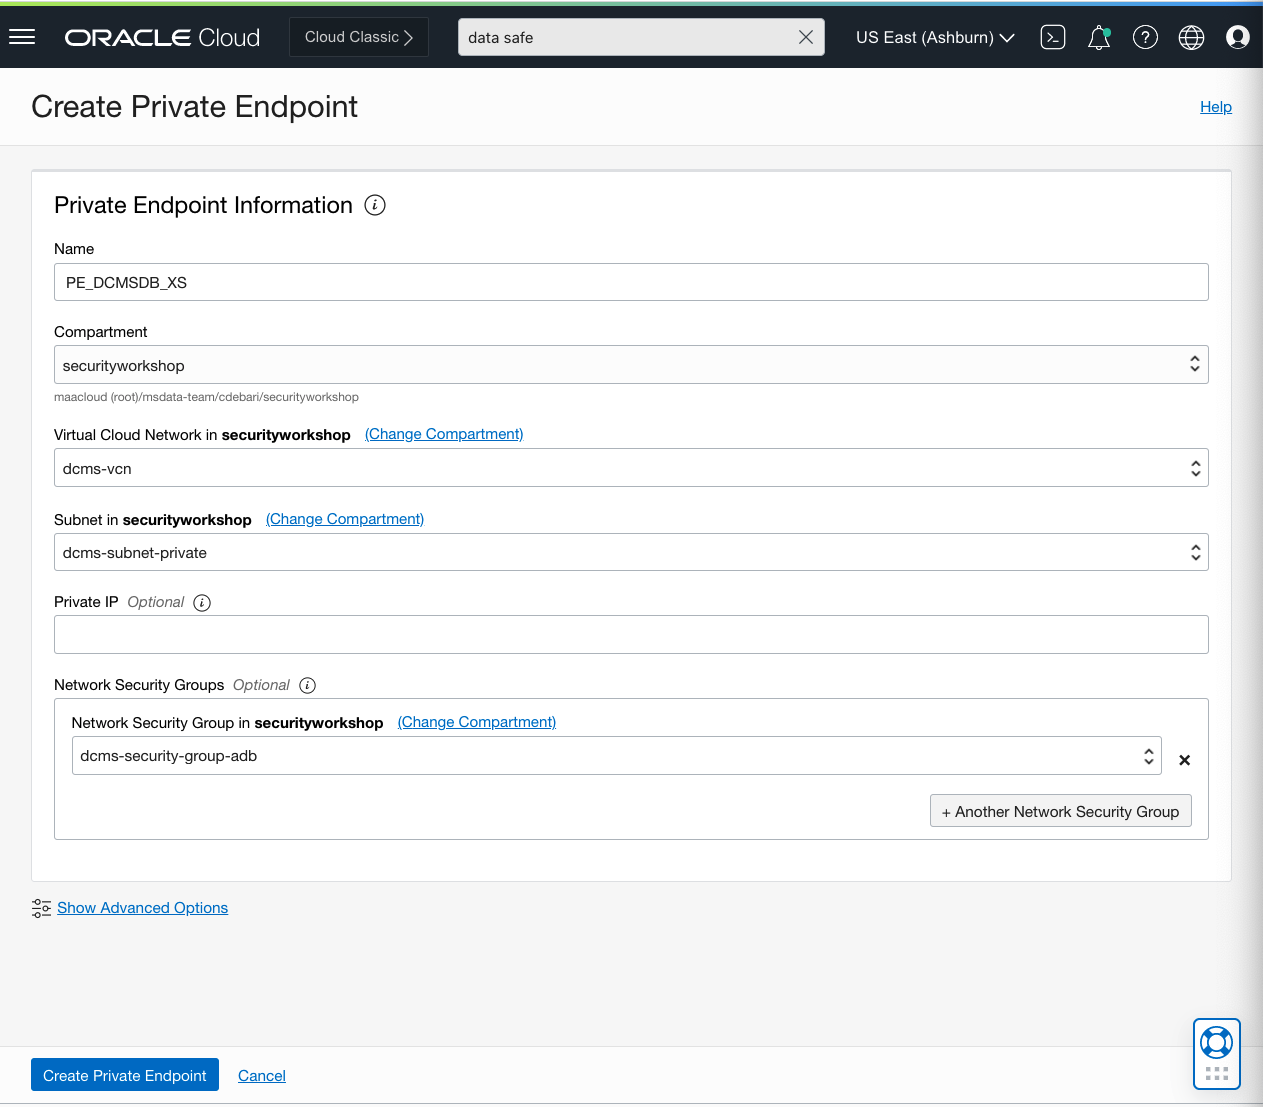 ORACLE Cloud
Cloud Classic
data safe
US East (Ashburn)
Create Private Endpoint
Help
Private Endpoint Information
Name
PE_DCMSDB_XS
Compartment
securityworkshop
maacloud (root)/msdata-team/cdebari/securityworkshop
Virtual Cloud Network in securityworkshop (Change Compartment)
dcms-vcn
Subnet in securityworkshop (Change Compartment)
dcms-subnet-private
Private IP Optional
Network Security Groups Optional
Network Security Group in securityworkshop (Change Compartment)
dcms-security-group-adb
+ Another Network Security Group
Show Advanced Options
Create Private Endpoint
Cancel